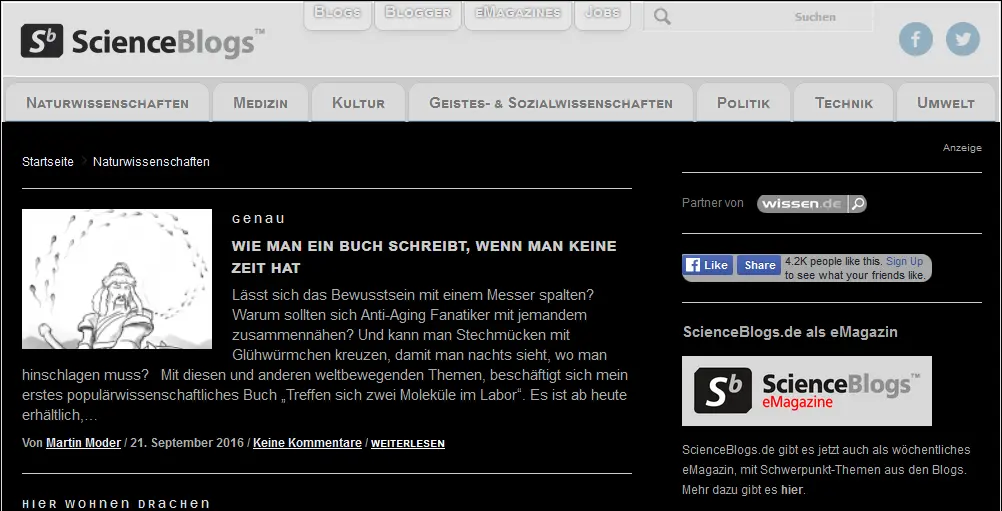 Blogs Blogger eMagazines Jobs
Suchen
Sb ScienceBlogs™
Naturwissenschaften Medizin Kultur Geistes- & Sozialwissenschaften Politik Technik Umwelt
Startseite > Naturwissenschaften
Genau
WIE MAN EIN BUCH SCHREIBT, WENN MAN KEINE
ZEIT HAT
Lässt sich das Bewusstsein mit einem Messer spalten?
Warum sollten sich Anti-Aging Fanatiker mit jemandem
zusammennähen? Und kann man Stechmücken mit
Glühwürmchen kreuzen, damit man nachts sieht, wo man
hinschlagen muss? Mit diesen und anderen weltbewegenden Themen, beschäftigt sich mein
erstes populärwissenschaftliches Buch „Treffen sich zwei Moleküle im Labor“. Es ist ab heute
erhältlich,…
Von Martin Moder / 21. September 2016 / Keine Kommentare / WEITERLESEN
Hier wohnen Drachen
Anzeige
Partner von wissen.de
Like Share 4.2K people like this. Sign Up
to see what your friends like.
ScienceBlogs.de als eMagazin
Sb ScienceBlogs™
eMagazine
ScienceBlogs.de gibt es jetzt auch als wöchentliches
eMagazin, mit Schwerpunkt-Themen aus den Blogs.
Mehr dazu gibt es hier.